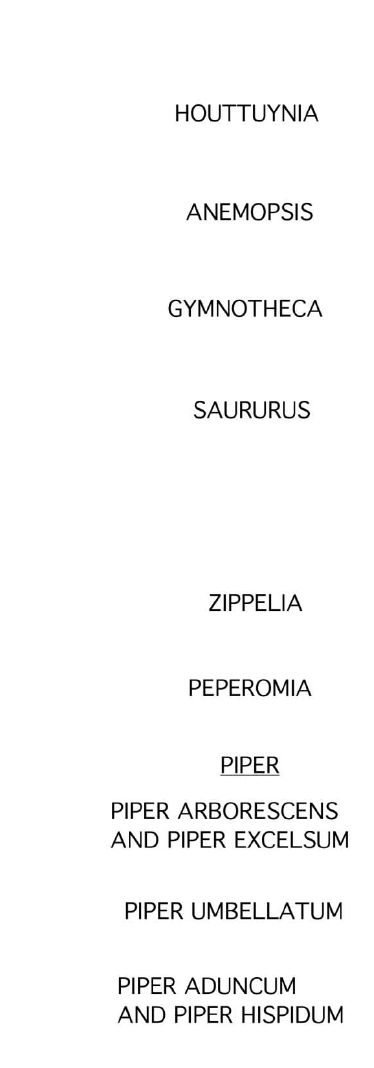 HOUTTUYNIA
ANEMOPSIS
GYMNOTHECA
SAURURUS
ZIPPELIA
PEPEROMIA
PIPER
PIPER ARBORESCENS
AND PIPER EXCELSUM
PIPER UMBELLATUM
PIPER ADUNCUM
AND PIPER HISPIDUM